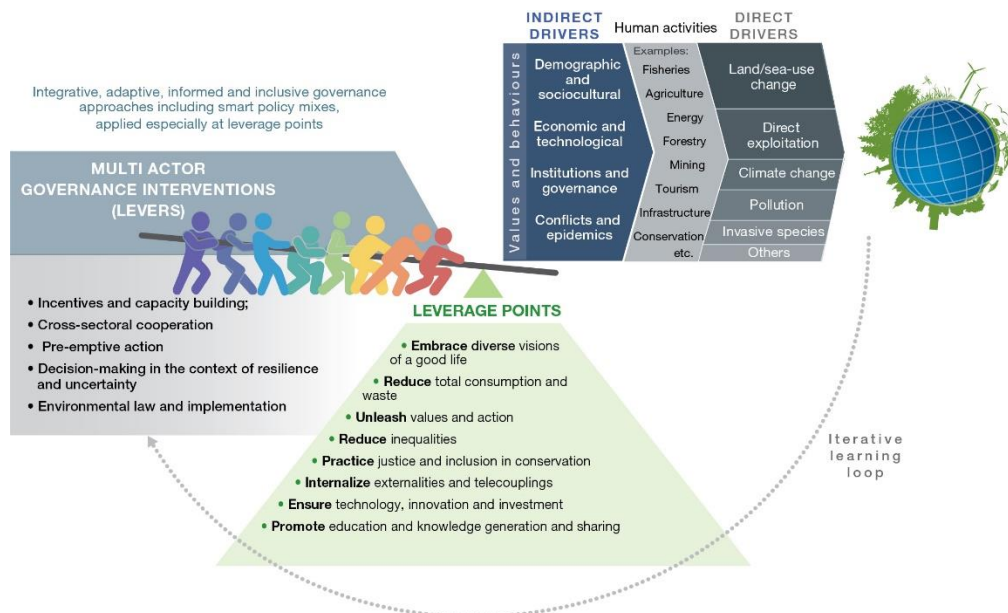 Integrative, adaptive, informed and inclusive governance
approaches including smart policy mixes,
applied especially at leverage points
MULTI ACTOR
GOVERNANCE INTERVENTIONS
(LEVERS)
• Incentives and capacity building;
• Cross-sectoral cooperation
• Pre-emptive action
• Decision-making in the context of resilience
and uncertainty
• Environmental law and implementation
LEVERAGE POINTS
• Embrace diverse visions
of a good life
• Reduce total consumption and
waste
• Unleash values and action
• Reduce inequalities
• Practice justice and inclusion in conservation
• Internalize externalities and telecouplings
• Ensure technology, innovation and investment
• Promote education and knowledge generation and sharing
INDIRECT
DRIVERS
Values and behaviours
Demographic and
sociocultural
Economic and
technological
Institutions and
governance
Conflicts and
epidemics
Human activities
Examples:
Fisheries
Agriculture
Energy
Forestry
Mining
Tourism
Infrastructure
Conservation
etc.
DIRECT
DRIVERS
Land/sea-use
change
Direct
exploitation
Climate change
Pollution
Invasive species
Others
Iterative
learning
loop